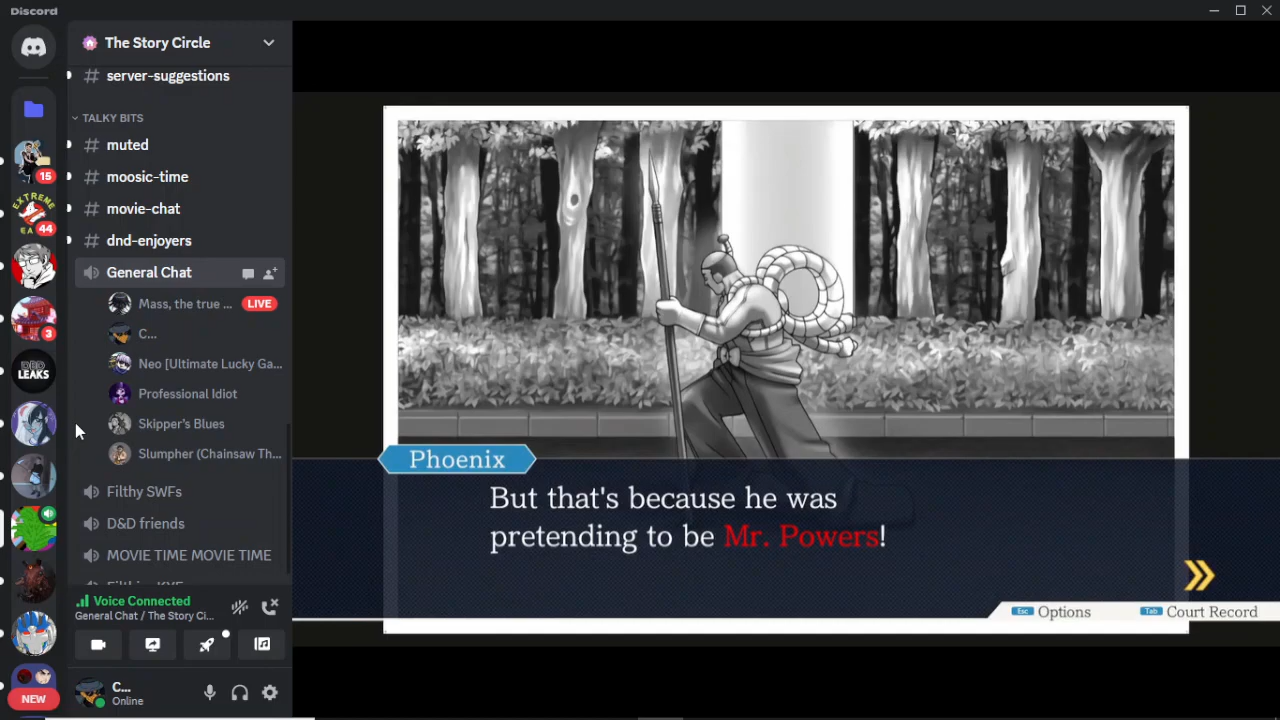 Discord
The Story Circle
server-suggestions
TALKY BITS
muted
moosic-time
movie-chat
dnd-enjoyers
General Chat
Mass, the true ... LIVE
C...
Neo [Ultimate Lucky Ga...
Professional Idiot
Skipper's Blues
Slumpher (Chainsaw Th...
Filthy SWFs
D&D friends
MOVIE TIME MOVIE TIME
Voice Connected
General Chat / The Story Ci...
C...
Online
15
EXTREME
44
3
DBD
LEAKS
NEW
Phoenix
But that's because he was
pretending to be Mr. Powers!
Esc Options Tab Court Record